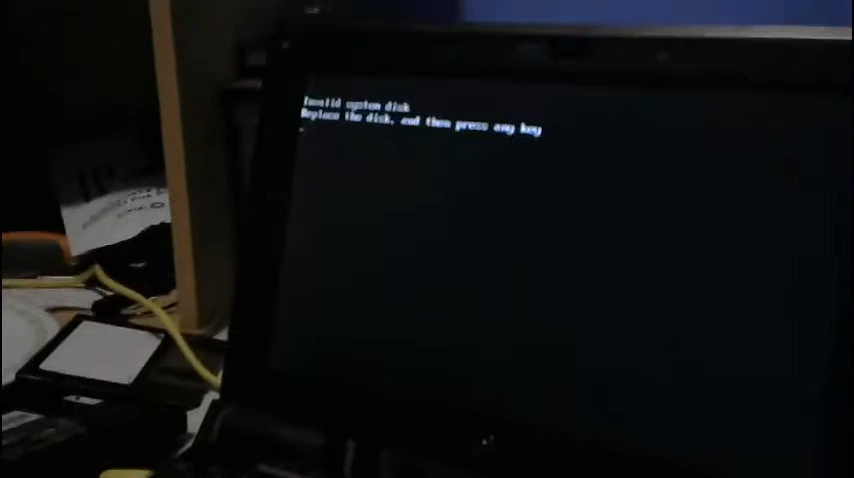 Invalid system disk
Replace the disk, and then press any key